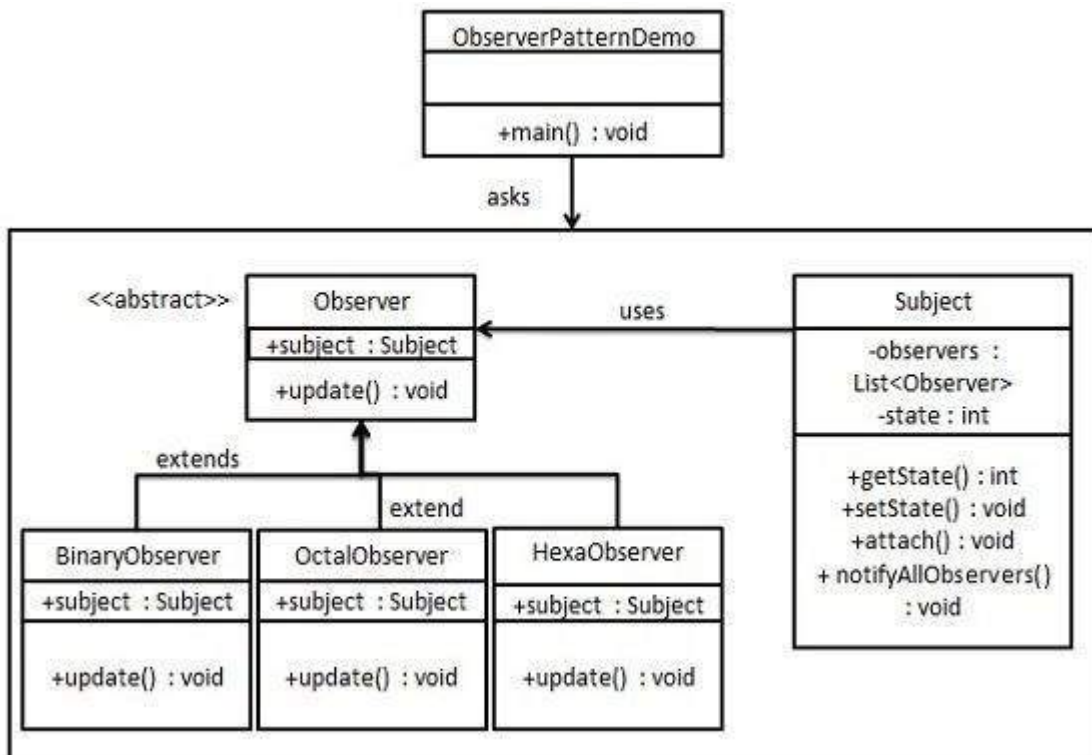 ObserverPatternDemo
+main() : void
asks
<<abstract>>
Observer
+subject : Subject
+update() : void
uses
Subject
-observers :
List<Observer>
-state : int
+getState() : int
+setState() : void
+attach() : void
+ notifyAllObservers()
: void
extends
extend
BinaryObserver
+subject : Subject
+update() : void
OctalObserver
+subject : Subject
+update() : void
HexaObserver
+subject : Subject
+update() : void